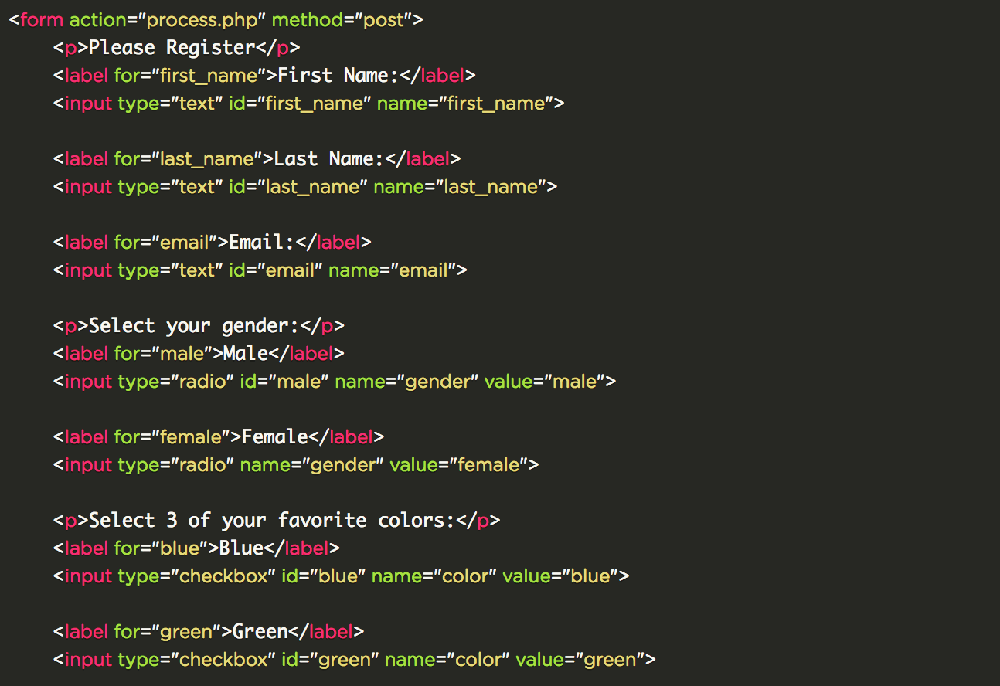 <form action="process.php" method="post">
<p>Please Register</p>
<label for="first_name">First Name:</label>
<input type="text" id="first_name" name="first_name">
<label for="last_name">Last Name:</label>
<input type="text" id="last_name" name="last_name">
<label for="email">Email:</label>
<input type="text" id="email" name="email">
<p>Select your gender:</p>
<label for="male">Male</label>
<input type="radio" id="male" name="gender" value="male">
<label for="female">Female</label>
<input type="radio" name="gender" value="female">
<p>Select 3 of your favorite colors:</p>
<label for="blue">Blue</label>
<input type="checkbox" id="blue" name="color" value="blue">
<label for="green">Green</label>
<input type="checkbox" id="green" name="color" value="green">